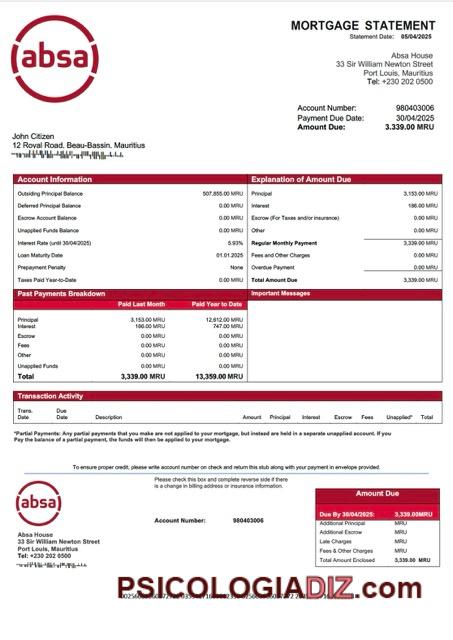 absa
MORTGAGE STATEMENT
Statement Date: 05/04/2025
Absa House
33 Sir William Newton Street
Port Louis, Mauritius
Tel: +230 202 0500
Account Number: 980403006
Payment Due Date: 30/04/2025
Amount Due: 3.339.00 MRU
John Citizen
12 Royal Road, Beau-Bassin, Mauritius
Account Information
Outsiding Principal Balance 507,855.00 MRU
Deferred Principal Balance 0.00 MRU
Escrow Account Balance 0.00 MRU
Unapplied Funds Balance 0.00 MRU
Interest Rate (until 30/04/2025) 5.93%
Loan Maturity Date 01.01.2025
Prepayment Penalty None
Taxes Paid Year-to-Date 0.00 MRU
Explanation of Amount Due
Principal 3,153.00 MRU
Interest 186.00 MRU
Escrow (For Taxes and/or insurance) 0.00 MRU
Other 0.00 MRU
Regular Monthly Payment 3,339.00 MRU
Fees and Other Charges 0.00 MRU
Overdue Payment 0.00 MRU
Total Amount Due 3,339.00 MRU
Past Payments Breakdown
Paid Last Month Paid Year to Date
Principal 3,153.00 MRU 12,612.00 MRU
Interest 186.00 MRU 747.00 MRU
Escrow 0.00 MRU 0.00 MRU
Fees 0.00 MRU 0.00 MRU
Other 0.00 MRU 0.00 MRU
Unapplied Funds 0.00 MRU 0.00 MRU
Total 3,339.00 MRU 13,359.00 MRU
Important Messages
Transaction Activity
Trans. Date Due Date Description Amount Principal Interest Escrow Fees Unapplied* Total
*Partial Payments: Any partial payments that you make are not applied to your mortgage, but instead are held in a separate unapplied account. If you
Pay the balance of a partial payment, the funds will then be applied to your mortgage.
To ensure proper credit, please write account number on check and return this stub along with your payment in envelope provided.
absa
Please check this box and complete reverse side if there
is a change in billing address or insurance information.
Account Number: 980403006
Absa House
33 Sir William Newton Street
Port Louis, Mauritius
Tel: +230 202 0500
Amount Due
Due By 30/04/2025: 3,339.00MRU
Additional Principal MRU
Additional Escrow MRU
Late Charges MRU
Fees & Other Charges MRU
Total Amount Enclosed 3,339.00 MRU
PSICOLOGIADIZ.com